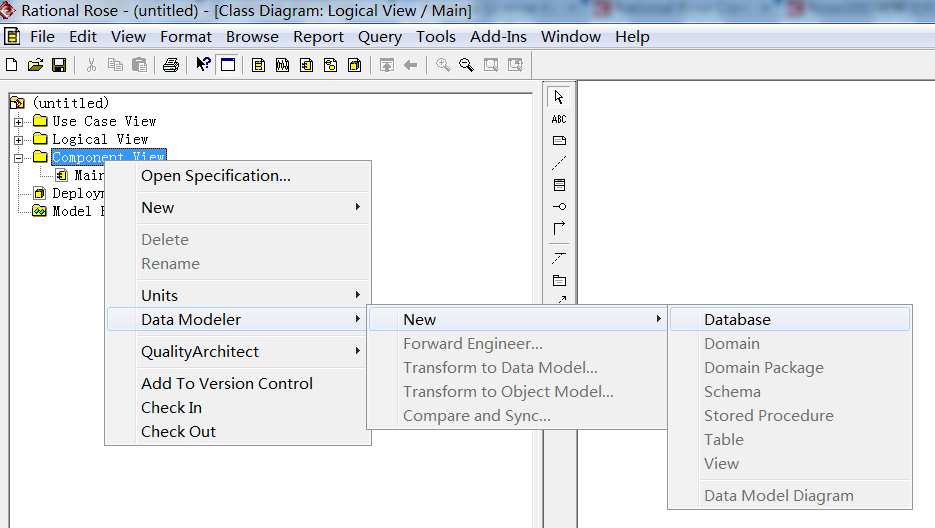 Rational Rose - (untitled) - [Class Diagram: Logical View / Main]
File Edit View Format Browse Report Query Tools Add-Ins Window Help
(untitled)
Use Case View
Logical View
Component View
Main
Model
ABC
Open Specification...
New
Delete
Rename
Units
Data Modeler
QualityArchitect
Add To Version Control
Check In
Check Out
New
Forward Engineer...
Transform to Data Model...
Transform to Object Model...
Compare and Sync...
Database
Domain
Domain Package
Schema
Stored Procedure
Table
View
Data Model Diagram